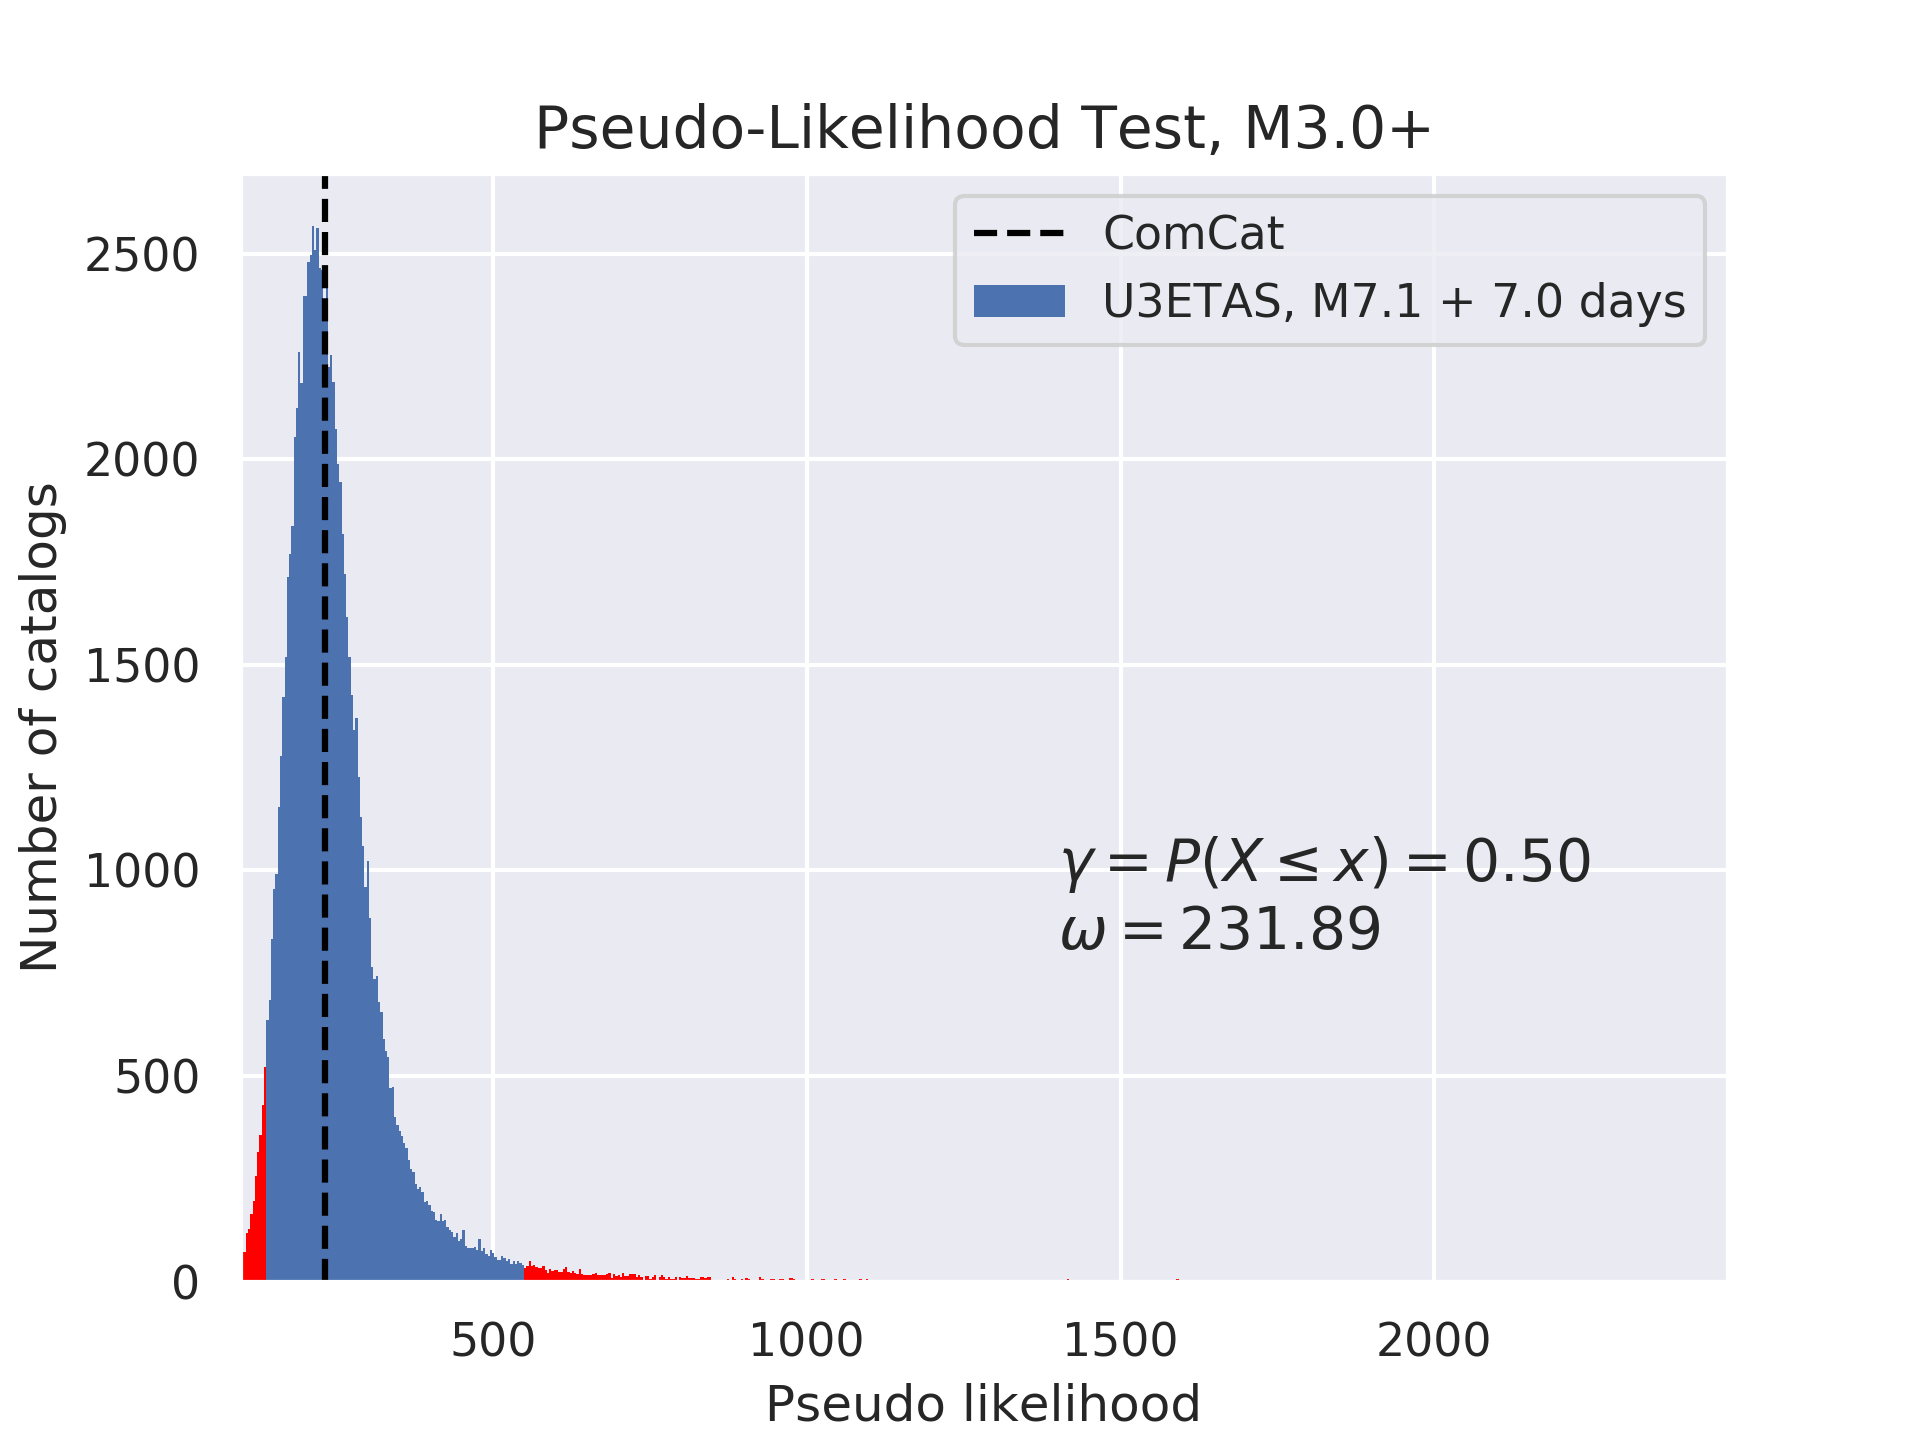 Pseudo-Likelihood Test, M3.0+
ComCat
U3ETAS, M7.1 + 7.0 days
2500
2000
1500
1000
500
0
Number of catalogs
γ = P(X ≤ x) = 0.50
ω = 231.89
500 1000 1500 2000
Pseudo likelihood